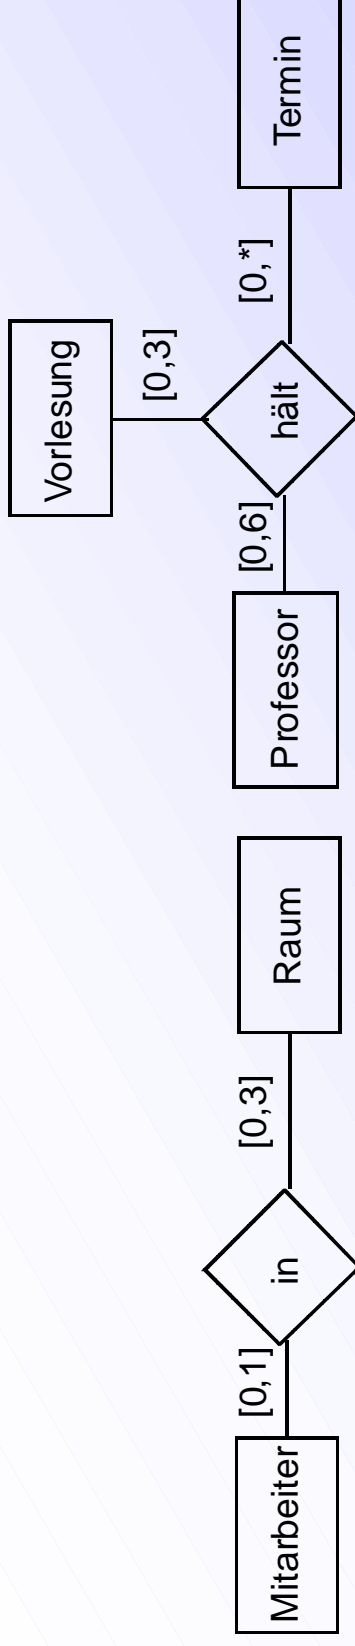 Mitarbeiter
[0,1]
in
[0,3]
Raum
Professor
[0,6]
hält
[0,3]
Vorlesung
[0,*]
Termin